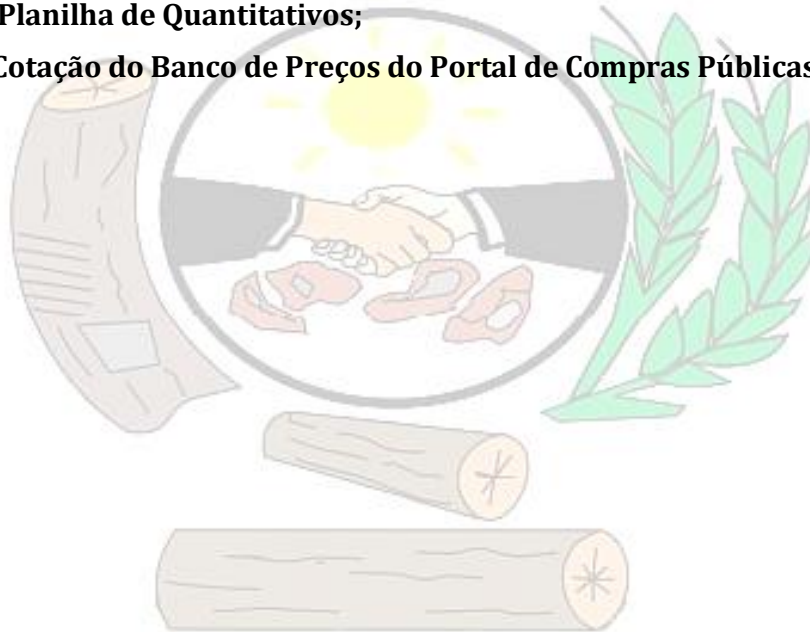 Planilha de Quantitativos;
Cotação do Banco de Preços do Portal de Compras Públicas